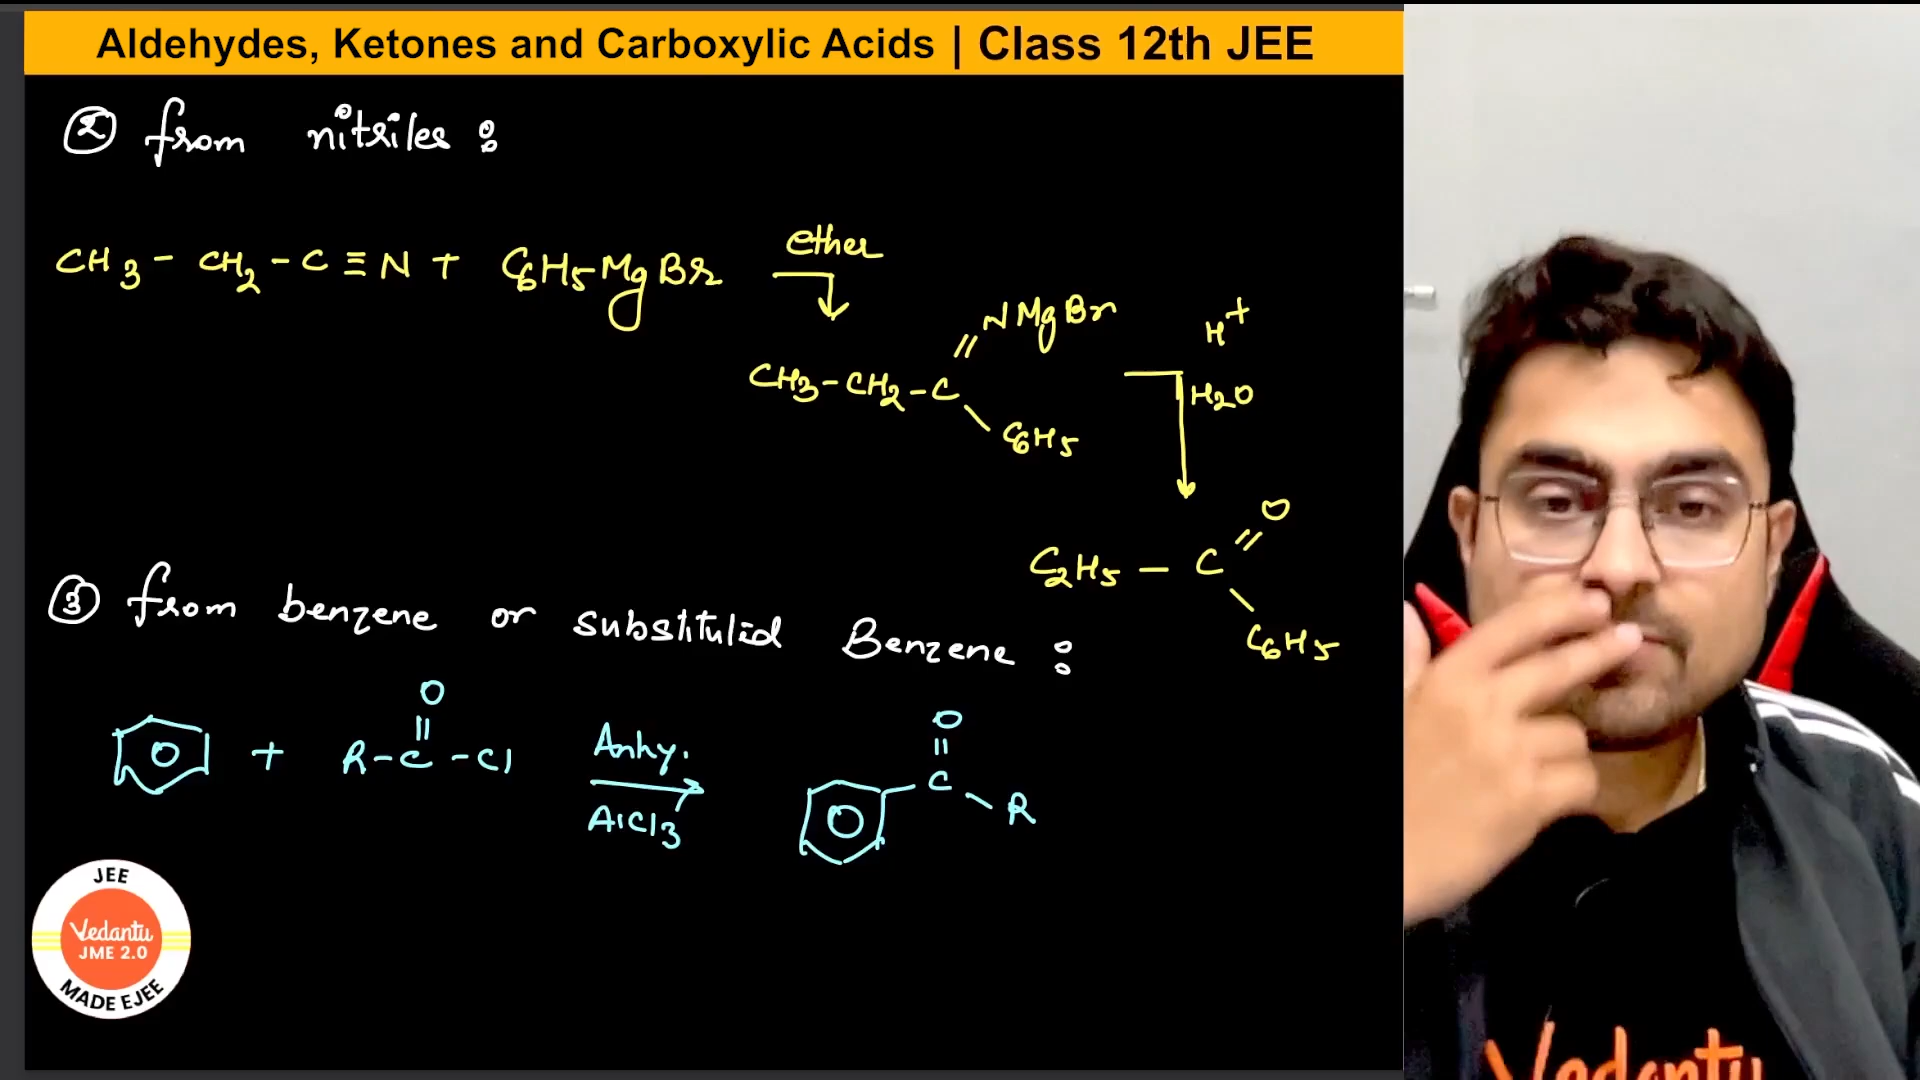 Aldehydes, Ketones and Carboxylic Acids | Class 12th JEE
② from nitriles :
CH3 - CH2 - C ≡ N + C6H5MgBr
ether
NMgBr
CH3 - CH2 - C
C6H5
H+
H2O
O
C2H5 - C
C6H5
③ from benzene or substituted Benzene :
O
+ R - C - Cl
Anhy.
AlCl3
O
C - R
JEE
Vedantu
JME 2.0
MADE EJEE
Vedantu